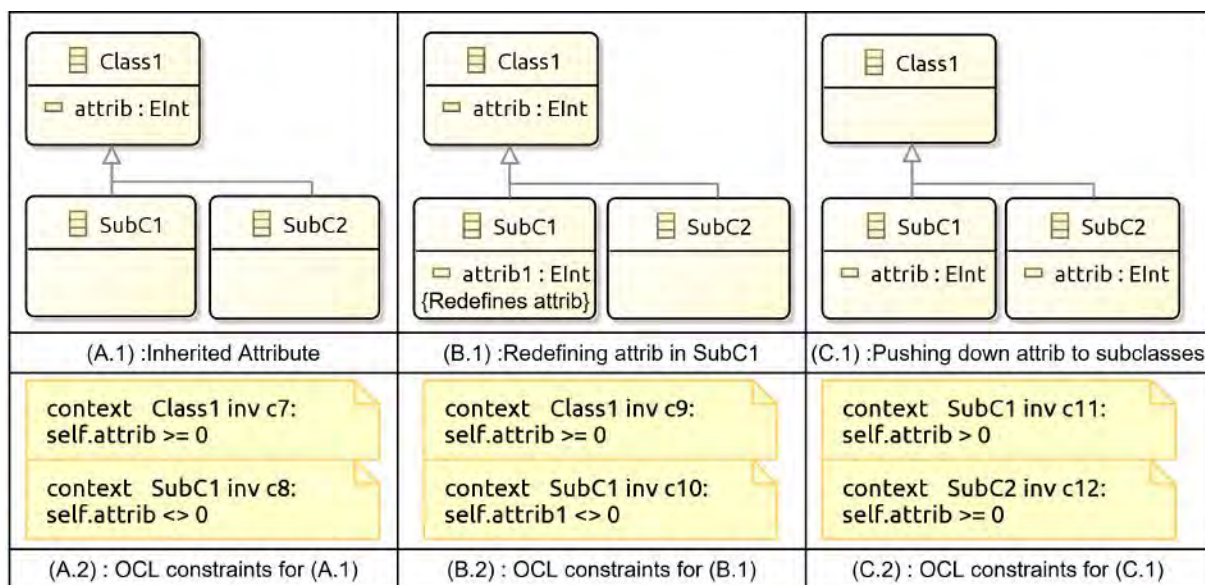 Class1
attrib : EInt
SubC1
SubC2
(A.1) :Inherited Attribute
context Class1 inv c7:
self.attrib >= 0
context SubC1 inv c8:
self.attrib <> 0
(A.2) : OCL constraints for (A.1)
Class1
attrib : EInt
SubC1
attrib1 : EInt
{Redefines attrib}
SubC2
(B.1) :Redefining attrib in SubC1
context Class1 inv c9:
self.attrib >= 0
context SubC1 inv c10:
self.attrib1 <> 0
(B.2) : OCL constraints for (B.1)
Class1
SubC1
attrib : EInt
SubC2
attrib : EInt
(C.1) :Pushing down attrib to subclasses
context SubC1 inv c11:
self.attrib > 0
context SubC2 inv c12:
self.attrib >= 0
(C.2) : OCL constraints for (C.1)